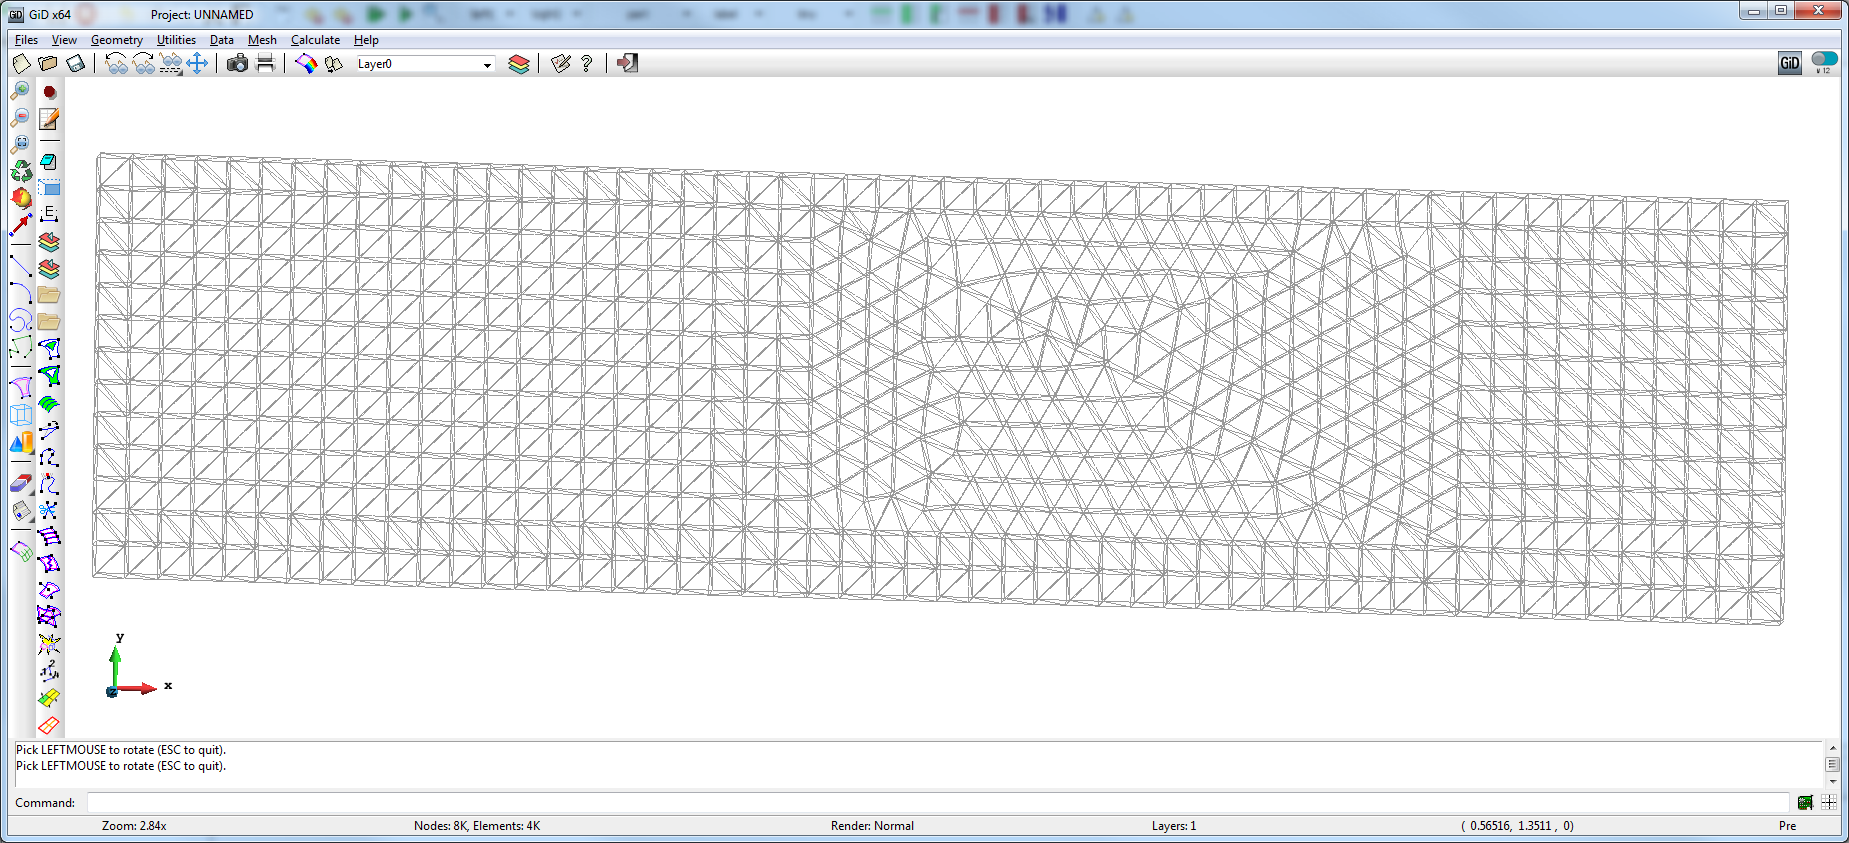 GiD x64 Project: UNNAMED
Files View Geometry Utilities Data Mesh Calculate Help
Layer0 ? GiD
v 12
E
y
x
Pick LEFTMOUSE to rotate (ESC to quit).
Pick LEFTMOUSE to rotate (ESC to quit).
Command:
Zoom: 2.84x Nodes: 8K, Elements: 4K Render: Normal Layers: 1 ( 0.56516, 1.3511 , 0) Pre